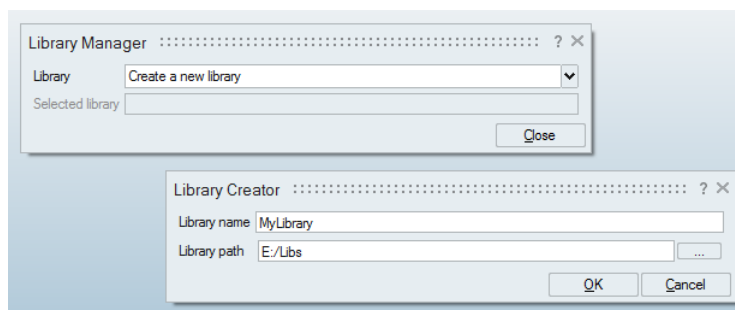 Library Manager ? ×
Library Create a new library
Selected library
Close
Library Creator ? ×
Library name MyLibrary
Library path E:/Libs ...
OK Cancel